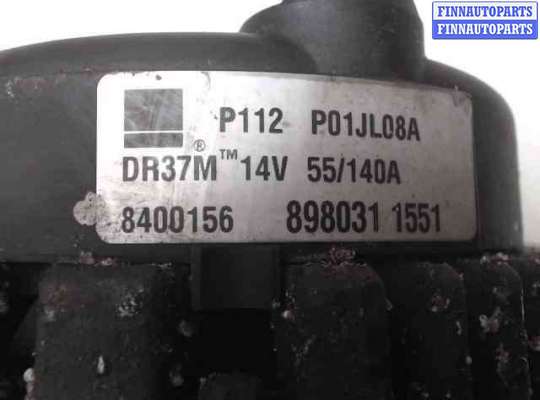 FINNAUTOPARTS
FINNAUTOPARTS
P112 P01JL08A
® DR37M™ 14V 55/140A
8400156 898031 1551